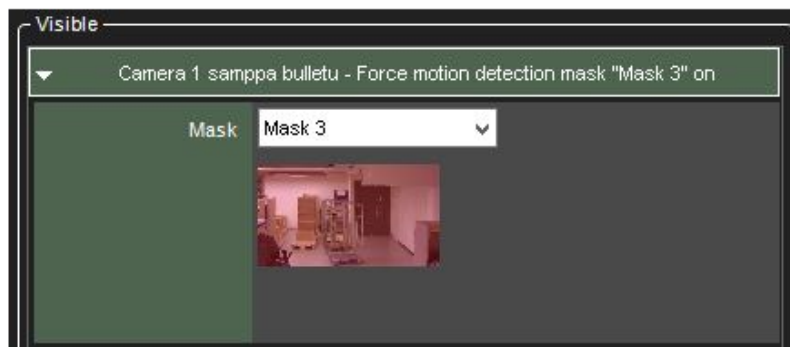 Visible
Camera 1 samppa bulletu - Force motion detection mask "Mask 3" on
Mask
Mask 3